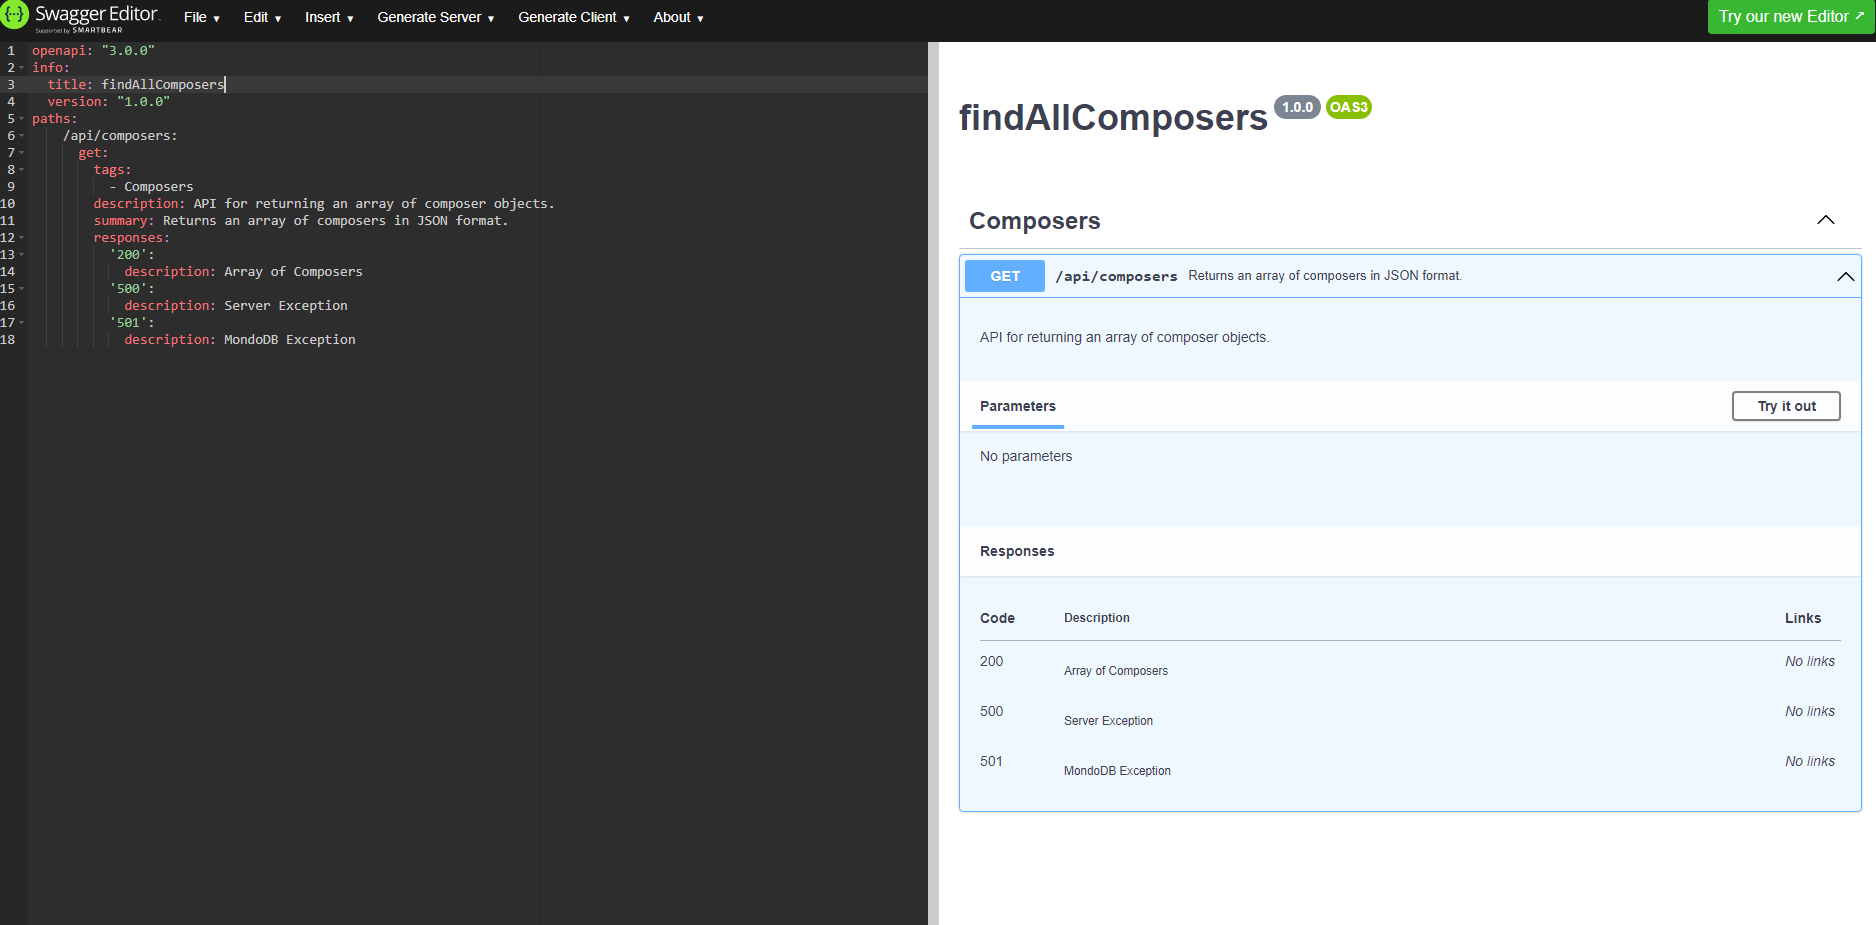 Swagger Editor
Supported by SMARTBEAR
File ▼ Edit ▼ Insert ▼ Generate Server ▼ Generate Client ▼ About ▼
Try our new Editor ↗
1 openapi: "3.0.0"
2 info:
3   title: findAllComposers
4   version: "1.0.0"
5 paths:
6     /api/composers:
7       get:
8         tags:
9           - Composers
10         description: API for returning an array of composer objects.
11         summary: Returns an array of composers in JSON format.
12         responses:
13           '200':
14             description: Array of Composers
15           '500':
16             description: Server Exception
17           '501':
18             description: MondoDB Exception
findAllComposers 1.0.0 OAS3
Composers
GET /api/composers Returns an array of composers in JSON format.
API for returning an array of composer objects.
Parameters Try it out
No parameters
Responses
Code Description Links
200 Array of Composers No links
500 Server Exception No links
501 MondoDB Exception No links